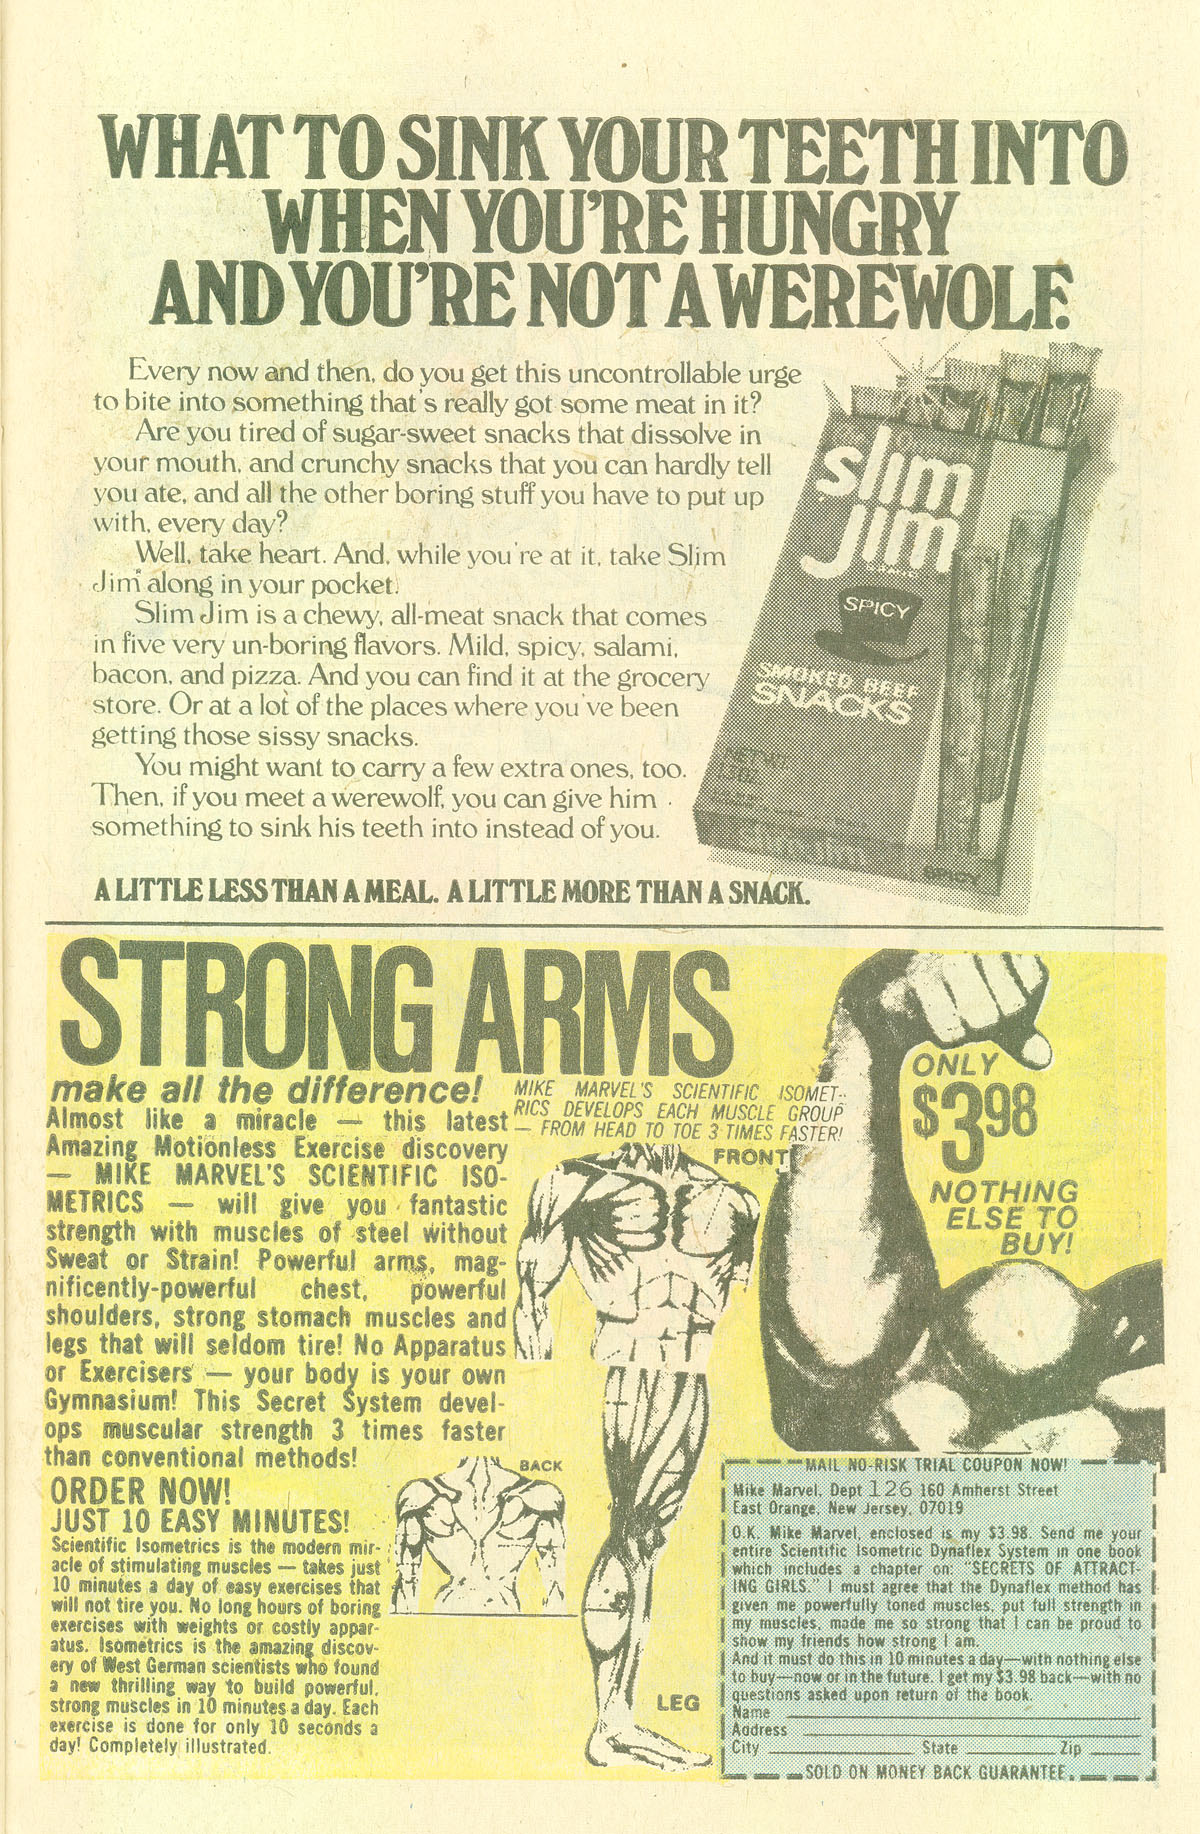 WHAT TO SINK YOUR TEETH INTO
WHEN YOU'RE HUNGRY
AND YOU'RE NOT A WEREWOLF.
Every now and then, do you get this uncontrollable urge
to bite into something that's really got some meat in it?
Are you tired of sugar-sweet snacks that dissolve in
your mouth, and crunchy snacks that you can hardly tell
you ate, and all the other boring stuff you have to put up
with, every day?
Well, take heart. And, while you're at it, take Slim
Jim along in your pocket.
Slim Jim is a chewy, all-meat snack that comes
in five very un-boring flavors. Mild, spicy, salami,
bacon, and pizza. And you can find it at the grocery
store. Or at a lot of the places where you've been
getting those sissy snacks.
You might want to carry a few extra ones, too.
Then, if you meet a werewolf, you can give him
something to sink his teeth into instead of you.
A LITTLE LESS THAN A MEAL. A LITTLE MORE THAN A SNACK.
slim
jim
SPICY
SMOKED BEEF
SNACKS
NET WT
SPICY
STRONG ARMS
make all the difference!
Almost like a miracle — this latest
Amazing Motionless Exercise discovery
— MIKE MARVEL'S SCIENTIFIC ISO-
METRICS — will give you fantastic
strength with muscles of steel without
Sweat or Strain! Powerful arms, mag-
nificently-powerful chest, powerful
shoulders, strong stomach muscles and
legs that will seldom tire! No Apparatus
or Exercisers — your body is your own
Gymnasium! This Secret System devel-
ops muscular strength 3 times faster
than conventional methods!
ORDER NOW!
JUST 10 EASY MINUTES!
Scientific Isometrics is the modern mir-
acle of stimulating muscles — takes just
10 minutes a day of easy exercises that
will not tire you. No long hours of boring
exercises with weights or costly appar-
atus. Isometrics is the amazing discov-
ery of West German scientists who found
a new thrilling way to build powerful,
strong muscles in 10 minutes a day. Each
exercise is done for only 10 seconds a
day! Completely illustrated.
MIKE MARVEL'S SCIENTIFIC ISOMET-
RICS DEVELOPS EACH MUSCLE GROUP
— FROM HEAD TO TOE 3 TIMES FASTER!
FRONT
BACK
LEG
ONLY
$3.98
NOTHING
ELSE TO
BUY!
MAIL NO-RISK TRIAL COUPON NOW!
Mike Marvel, Dept 126 160 Amherst Street
East Orange, New Jersey, 07019
O.K. Mike Marvel, enclosed is my $3.98. Send me your
entire Scientific Isometric Dynaflex System in one book
which includes a chapter on: "SECRETS OF ATTRACT-
ING GIRLS." I must agree that the Dynaflex method has
given me powerfully toned muscles, put full strength in
my muscles, made me so strong that I can be proud to
show my friends how strong I am.
And it must do this in 10 minutes a day—with nothing else
to buy—now or in the future. I get my $3.98 back—with no
questions asked upon return of the book.
Name
Address
City State Zip
SOLD ON MONEY BACK GUARANTEE.